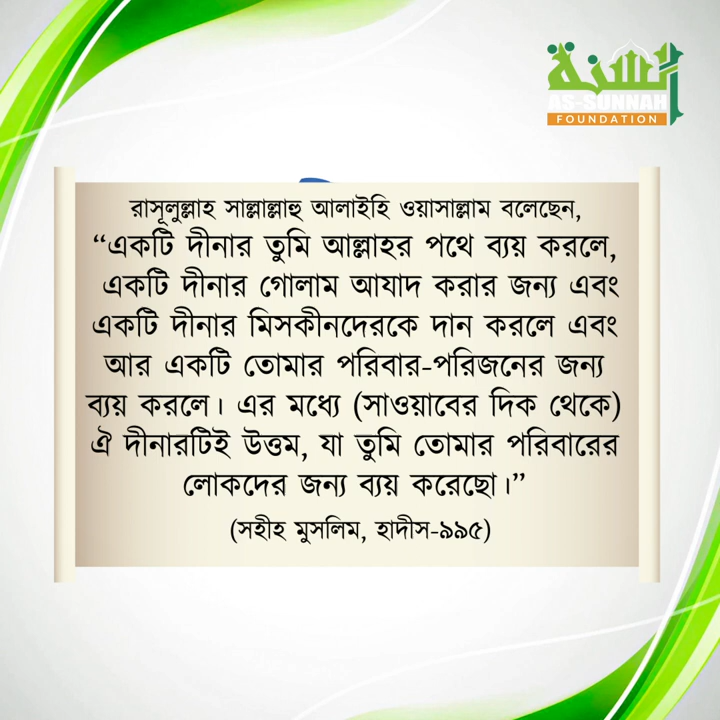 السنة
AS-SUNNAH
FOUNDATION
রাসূলুল্লাহ সাল্লাল্লাহু আলাইহি ওয়াসাল্লাম বলেছেন,
“একটি দীনার তুমি আল্লাহর পথে ব্যয় করলে,
একটি দীনার গোলাম আযাদ করার জন্য এবং
একটি দীনার মিসকীনদেরকে দান করলে এবং
আর একটি তোমার পরিবার-পরিজনের জন্য
ব্যয় করলে। এর মধ্যে (সাওয়াবের দিক থেকে)
ঐ দীনারটিই উত্তম, যা তুমি তোমার পরিবারের
লোকদের জন্য ব্যয় করেছো।”
(সহীহ মুসলিম, হাদীস-৯৯৫)